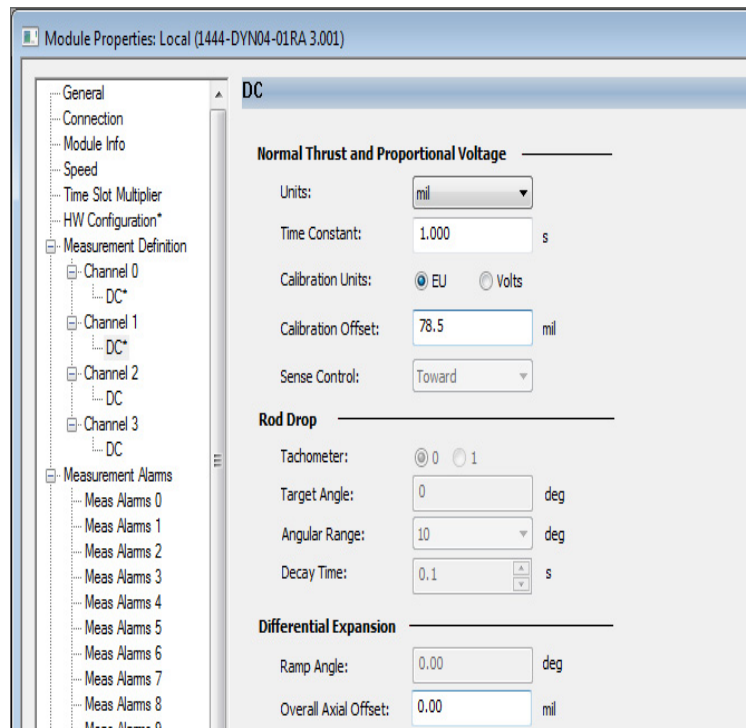 Module Properties: Local (1444-DYN04-01RA 3.001)
General
Connection
Module Info
Speed
Time Slot Multiplier
HW Configuration*
Measurement Definition
Channel 0
DC*
Channel 1
DC*
Channel 2
DC
Channel 3
DC
Measurement Alarms
Meas Alarms 0
Meas Alarms 1
Meas Alarms 2
Meas Alarms 3
Meas Alarms 4
Meas Alarms 5
Meas Alarms 6
Meas Alarms 7
Meas Alarms 8
Meas Alarms 9
DC
Normal Thrust and Proportional Voltage
Units: mil
Time Constant: 1.000 s
Calibration Units: EU Volts
Calibration Offset: 78.5 mil
Sense Control: Toward
Rod Drop
Tachometer: 0 1
Target Angle: 0 deg
Angular Range: 10 deg
Decay Time: 0.1 s
Differential Expansion
Ramp Angle: 0.00 deg
Overall Axial Offset: 0.00 mil